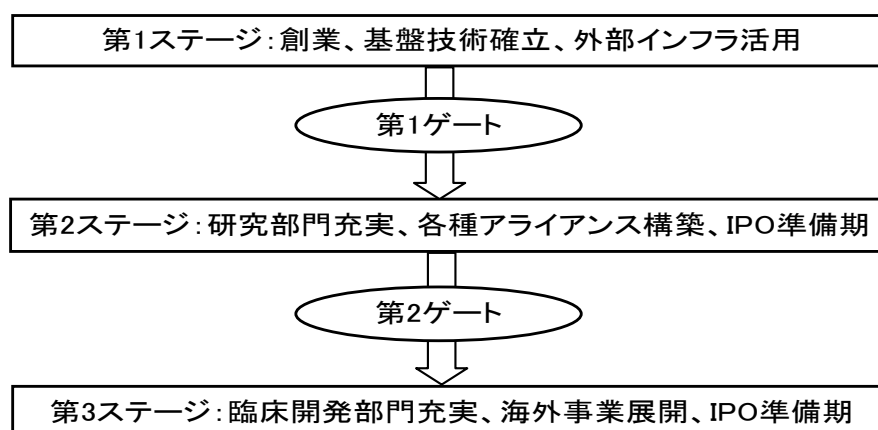 第1ステージ：創業、基盤技術確立、外部インフラ活用
第1ゲート
第2ステージ：研究部門充実、各種アライアンス構築、IPO準備期
第2ゲート
第3ステージ：臨床開発部門充実、海外事業展開、IPO準備期